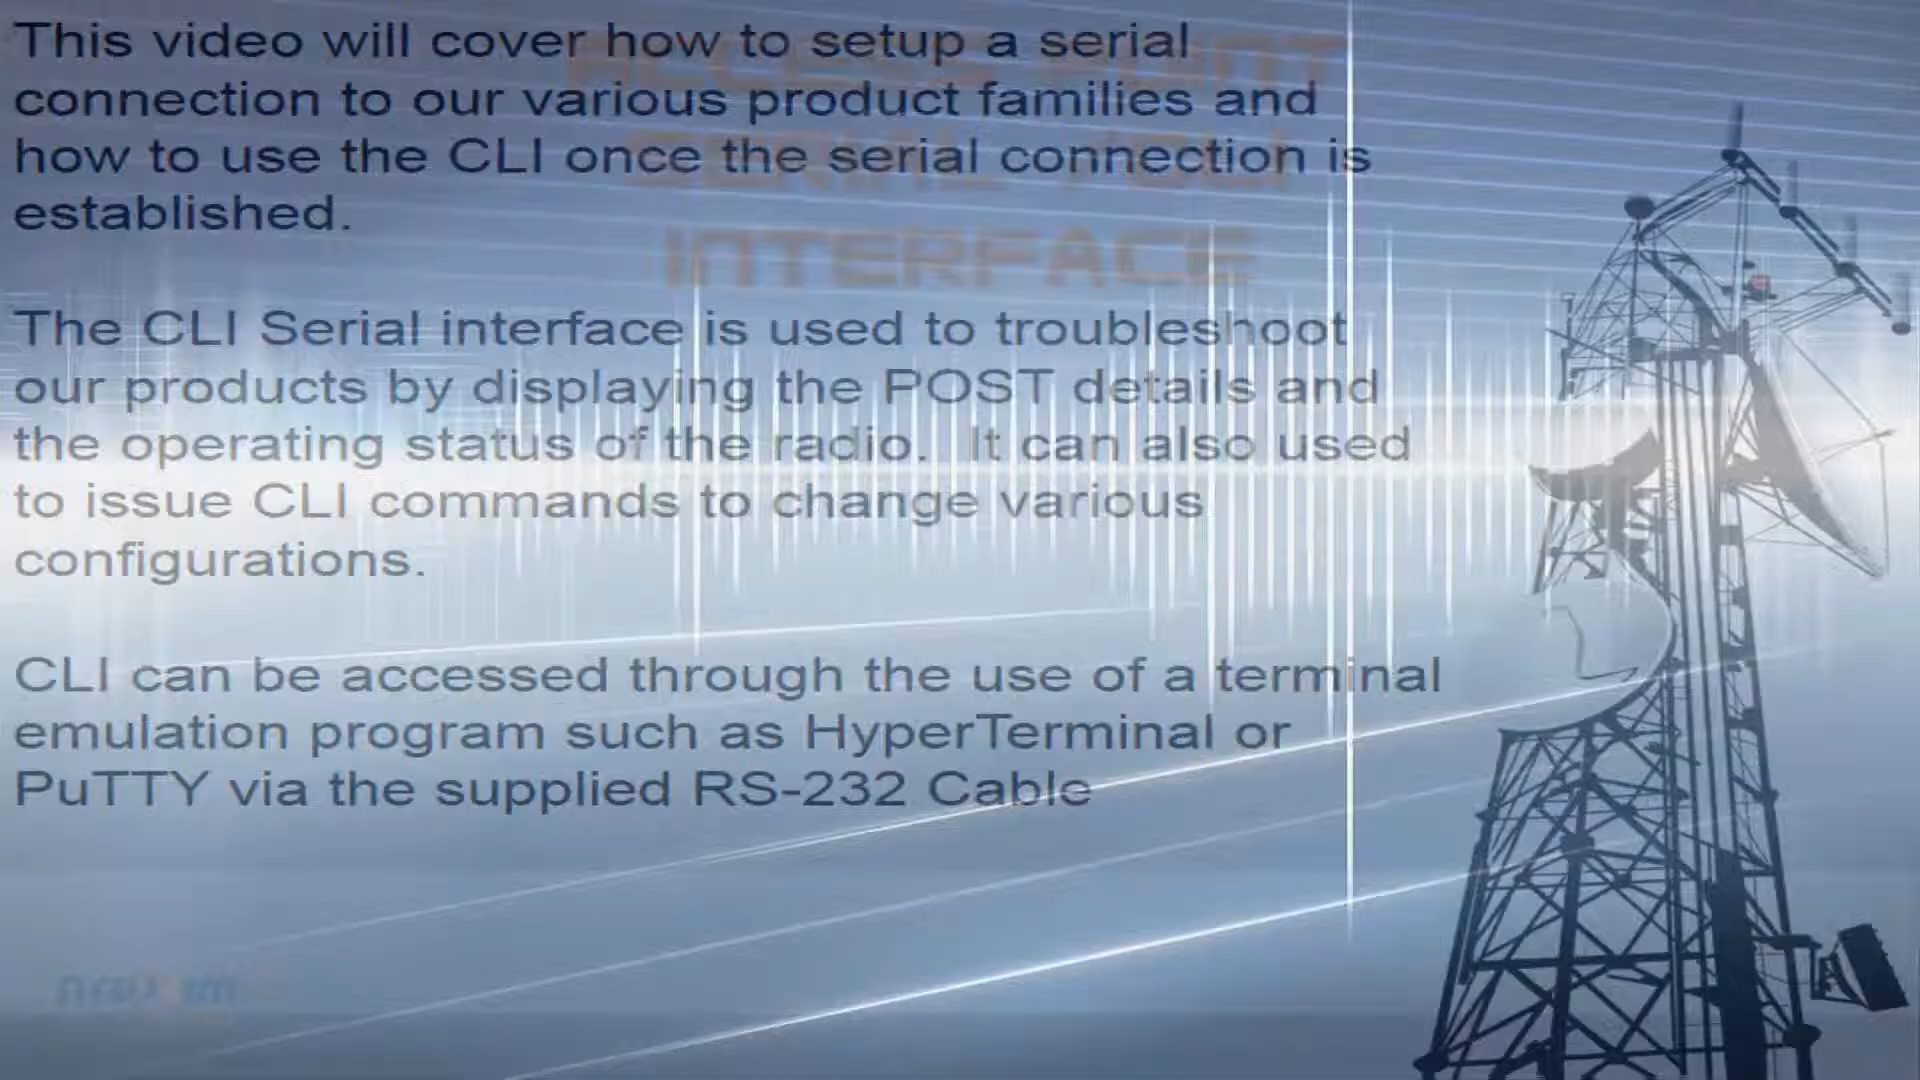 This video will cover how to setup a serial
connection to our various product families and
how to use the CLI once the serial connection is
established.
INTERFACE
The CLI Serial interface is used to troubleshoot
our products by displaying the POST details and
the operating status of the radio. It can also used
to issue CLI commands to change various
configurations.
CLI can be accessed through the use of a terminal
emulation program such as HyperTerminal or
PuTTY via the supplied RS-232 Cable